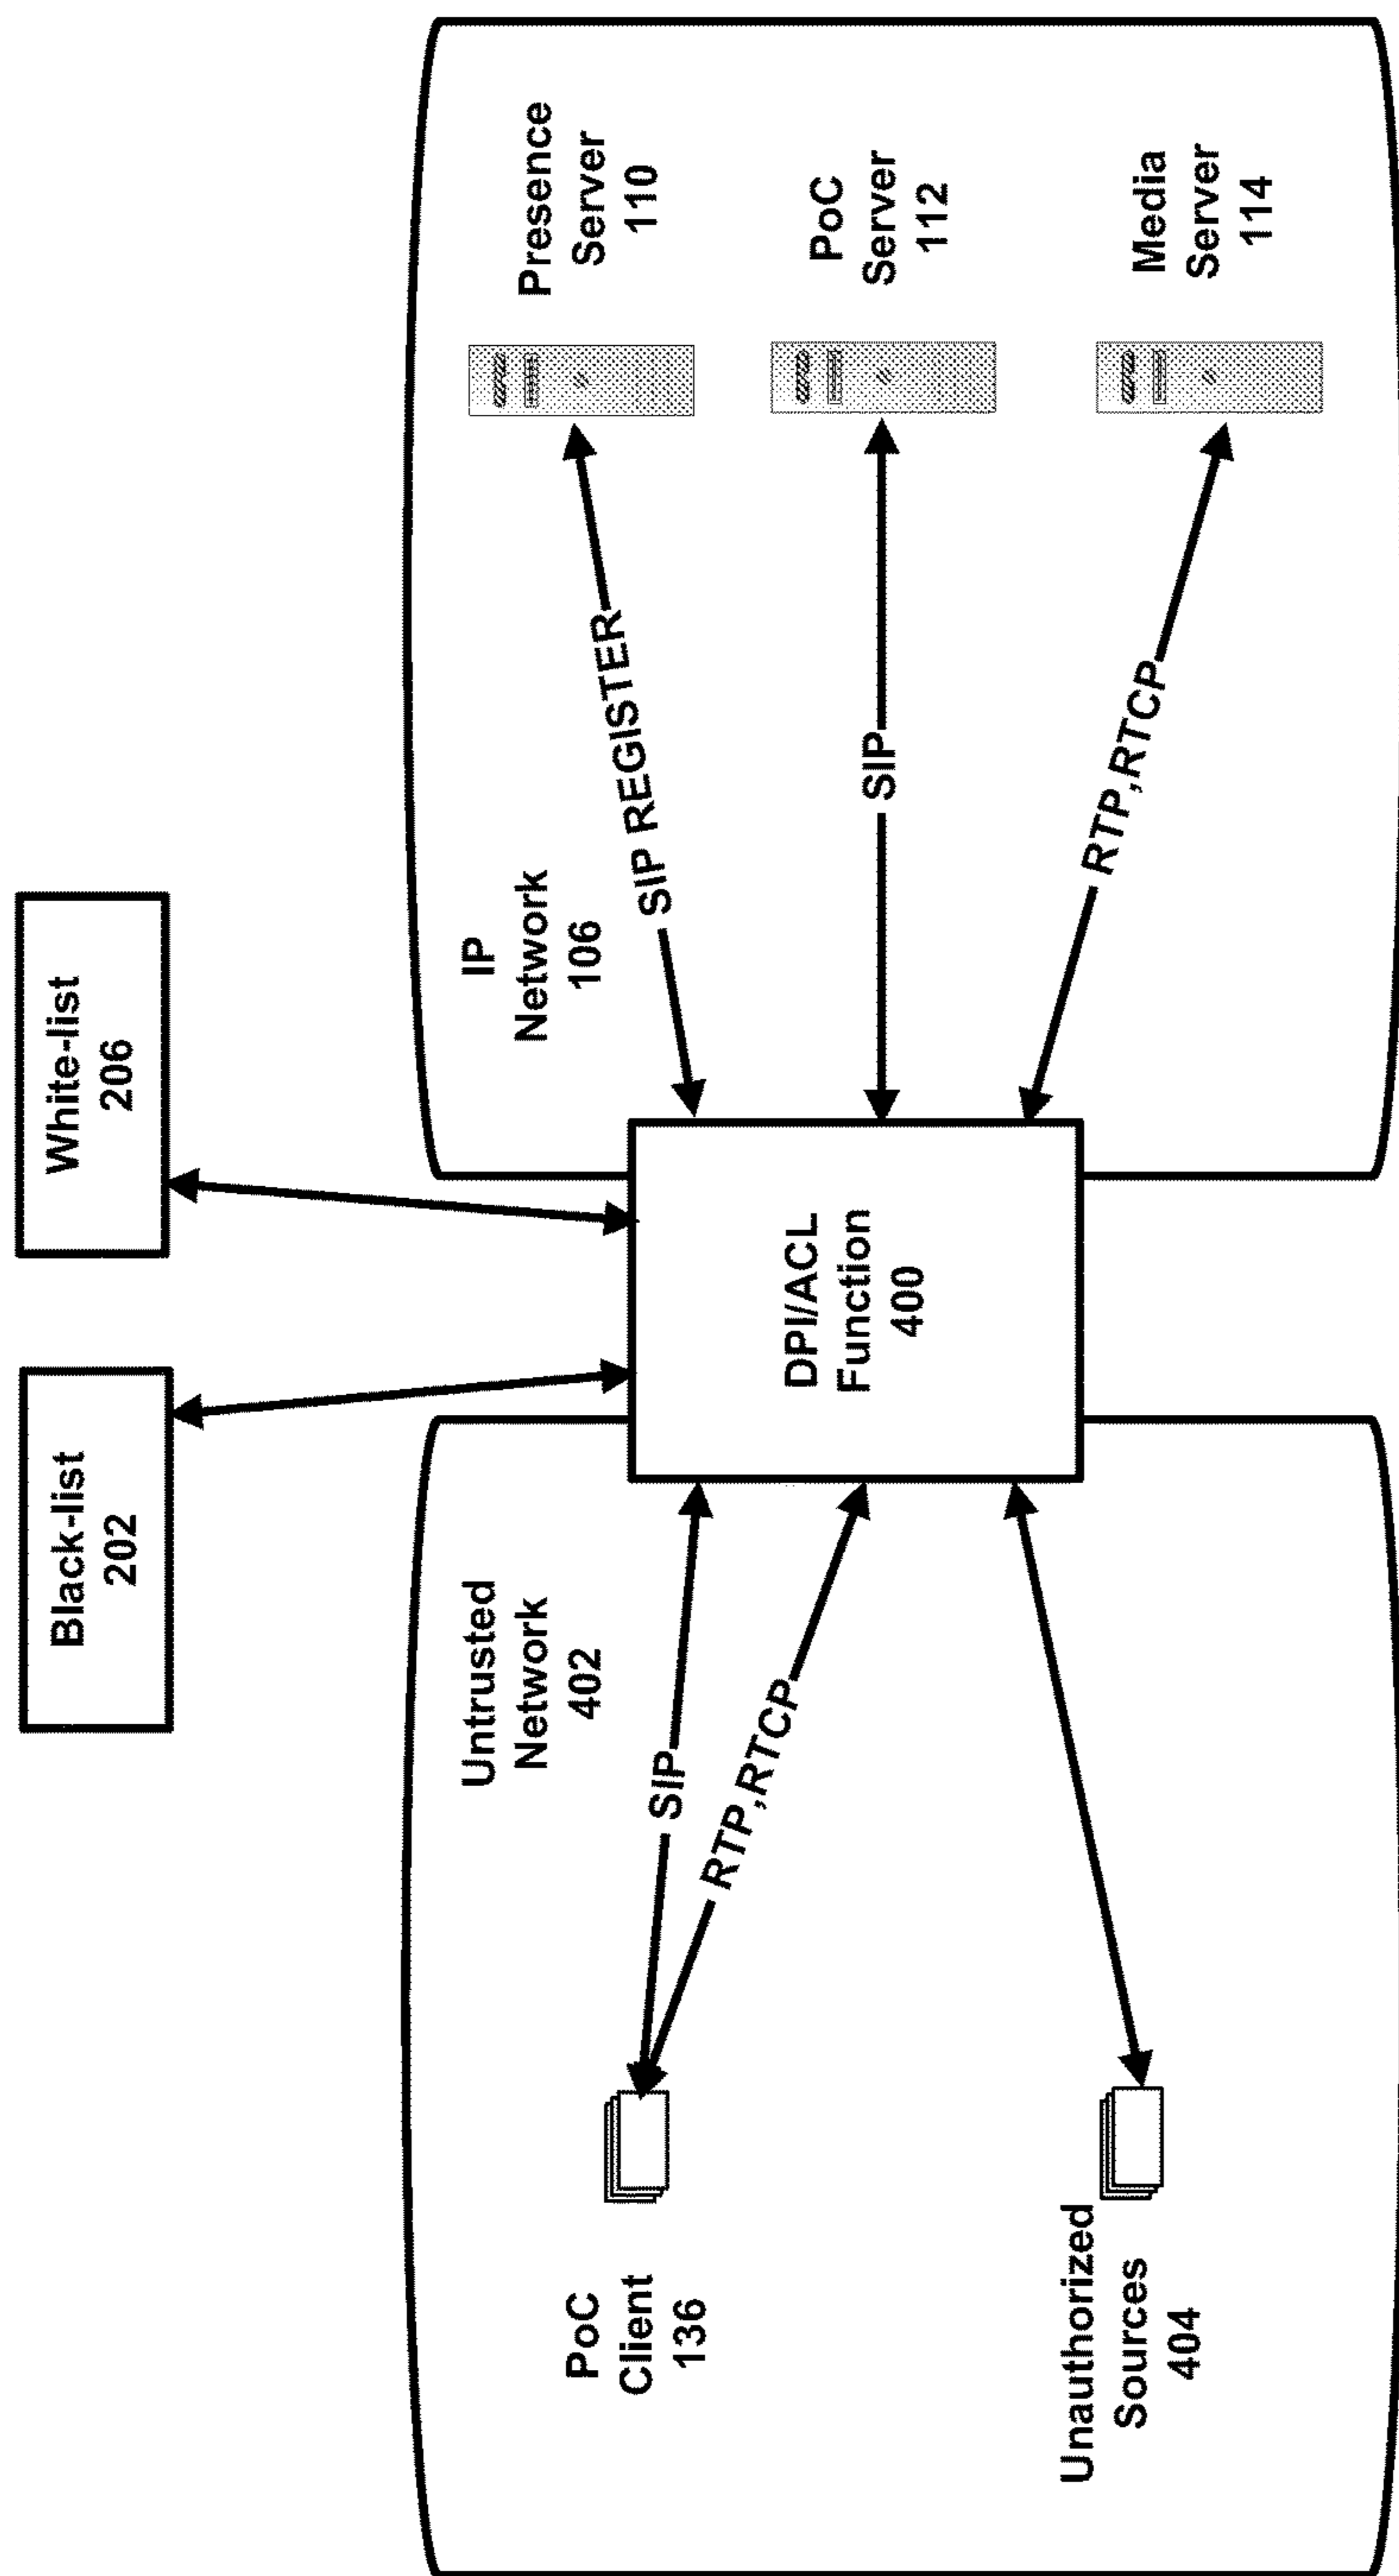 Black-list
202
White-list
206
Untrusted
Network
402
IP
Network
106
PoC
Client
136
SIP
RTP,RTCP
Unauthorized
Sources
404
DPI/ACL
Function
400
SIP REGISTER
SIP
RTP,RTCP
Presence
Server
110
PoC
Server
112
Media
Server
114